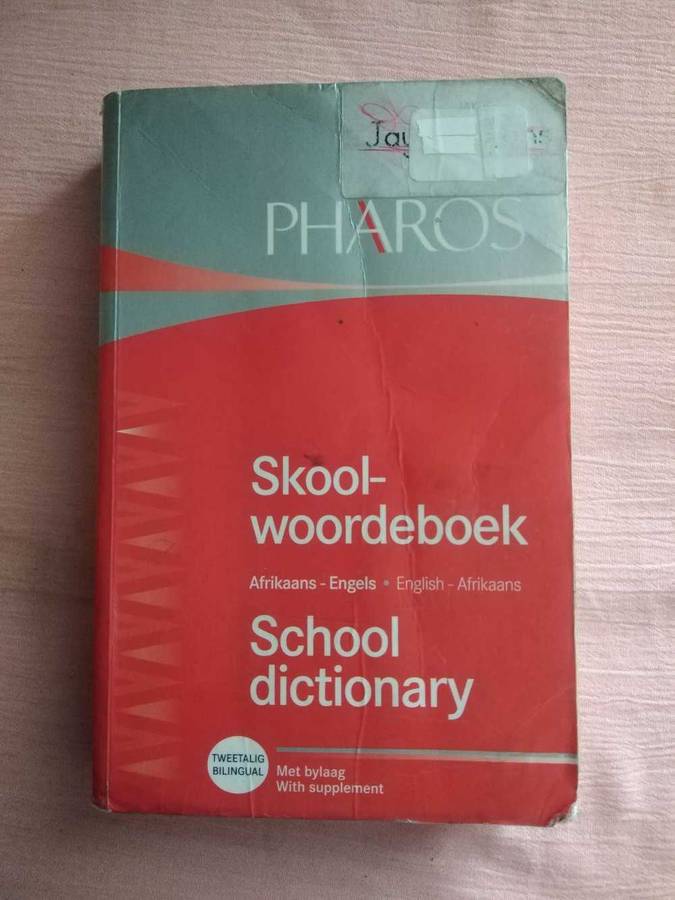 PHAROS
Skool-
woordeboek
Afrikaans - Engels • English - Afrikaans
School
dictionary
TWEETALIG
BILINGUAL
Met bylaag
With supplement